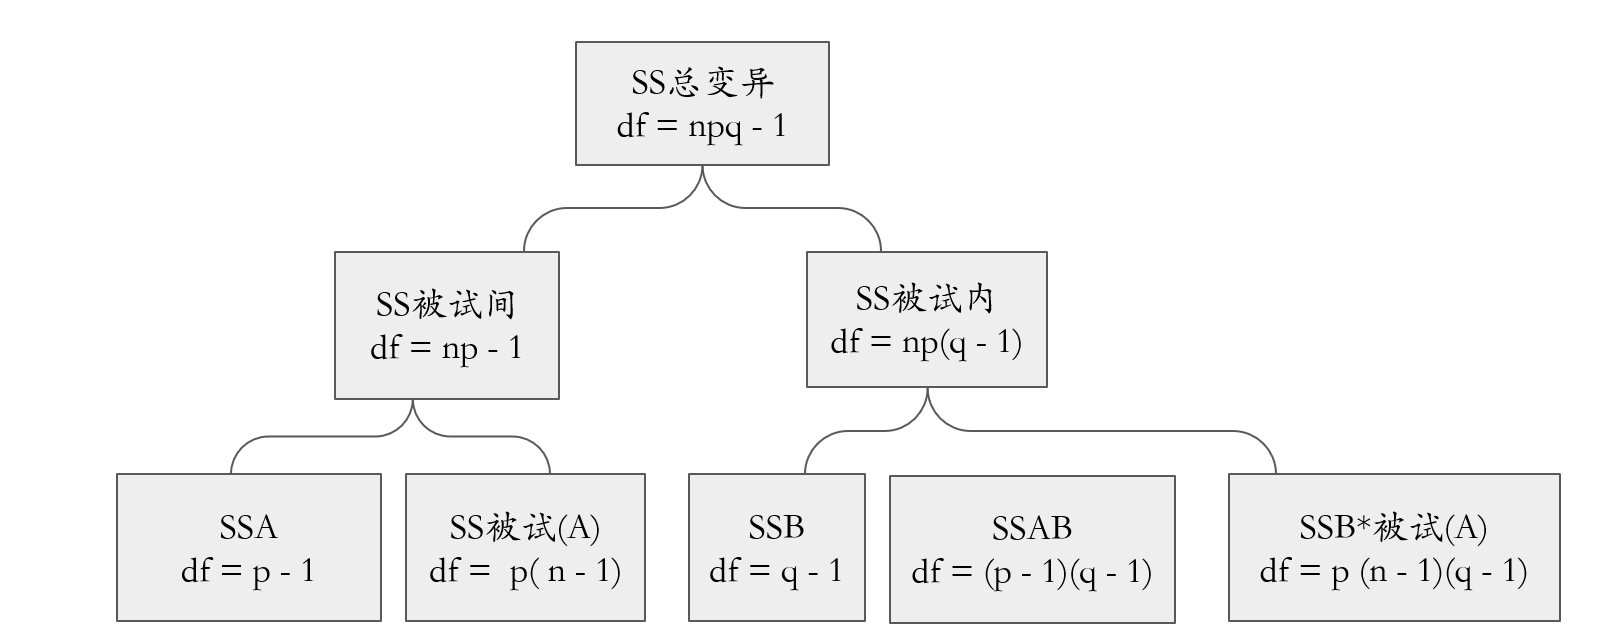 SS总变异
df = npq - 1
SS被试间
df = np - 1
SS被试内
df = np(q - 1)
SSA
df = p - 1
SS被试(A)
df = p( n - 1)
SSB
df = q - 1
SSAB
df = (p - 1)(q - 1)
SSB*被试(A)
df = p (n - 1)(q - 1)